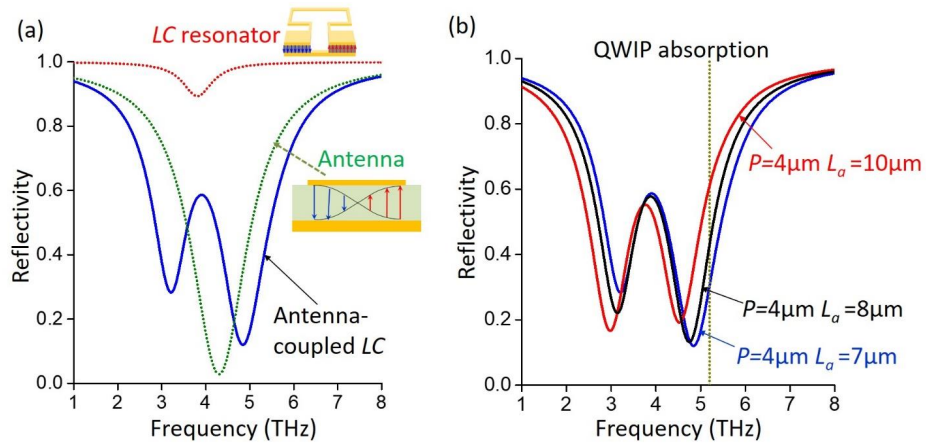 (a)
LC resonator
1.0
0.8
0.6
0.4
0.2
0.0
Reflectivity
Antenna
Antenna-
coupled LC
1 2 3 4 5 6 7 8
Frequency (THz)
(b)
QWIP absorption
1.0
0.8
0.6
0.4
0.2
0.0
Reflectivity
P=4μm Lₐ=10μm
P=4μm Lₐ=8μm
P=4μm Lₐ=7μm
1 2 3 4 5 6 7 8
Frequency (THz)